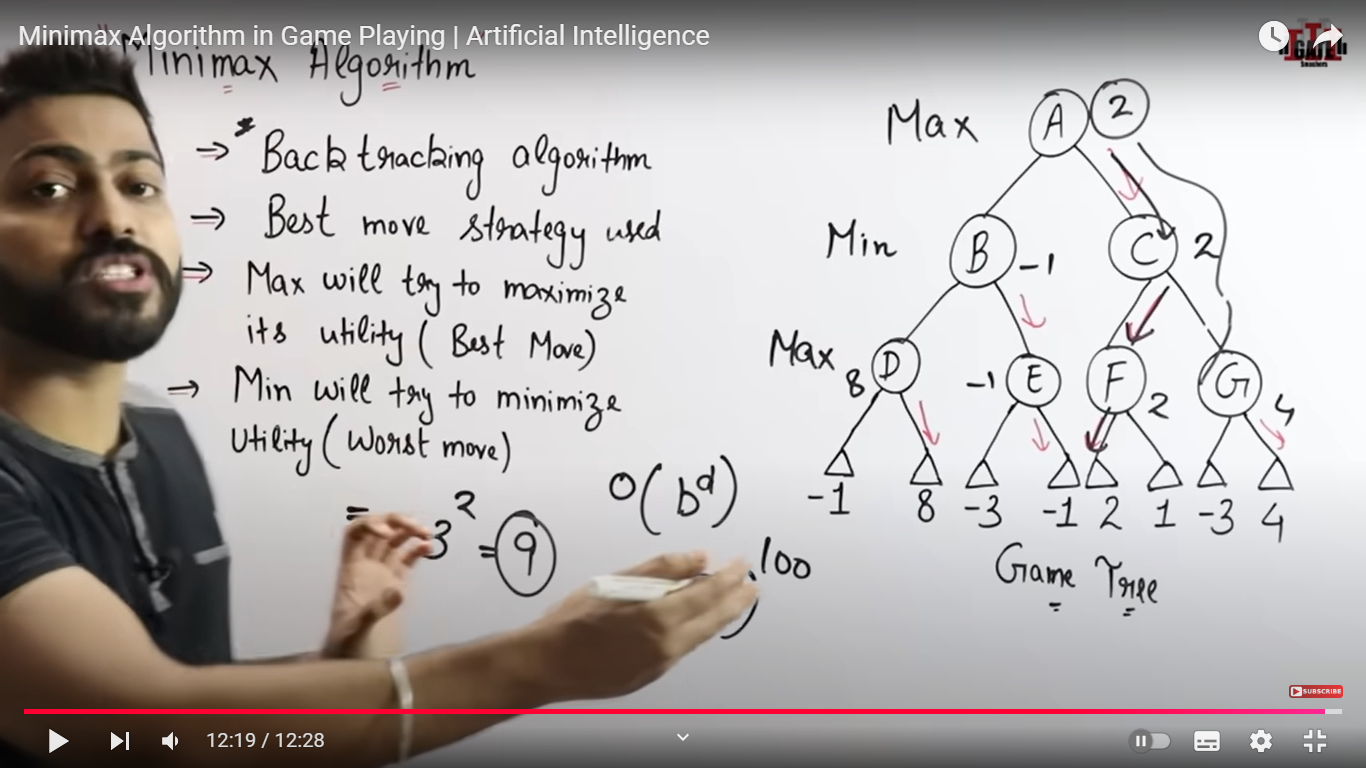 Minimax Algorithm in Game Playing | Artificial Intelligence
Minimax Algorithm
⇒ * Backtracking algorithm
⇒ Best move strategy used
⇒ Max will try to maximize
its utility (Best Move)
⇒ Min will try to minimize
Utility (Worst move)
= 3² = 9
O(b^d)
100
Max A 2
Min B -1 C 2
Max 8 D -1 E F 2 G 4
-1 8 -3 -1 2 1 -3 4
Game Tree
GATE
Smashers
SUBSCRIBE
12:19 / 12:28